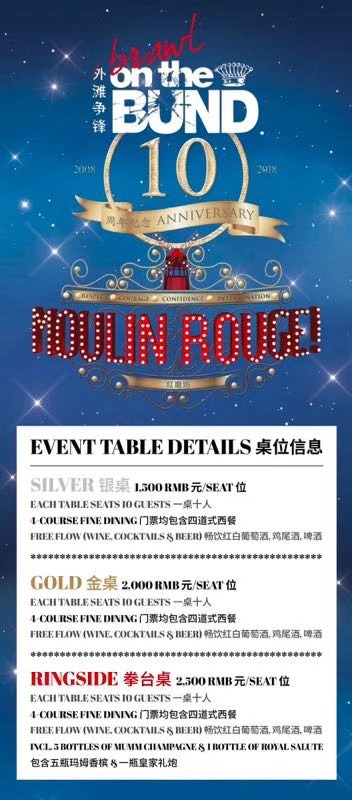 brawl
外滩争锋
on the
BUND
2008
2018
10
周年纪念 ANNIVERSARY
RESPECT COURAGE CONFIDENCE DETERMINATION
MOULIN ROUGE!
红磨坊
EVENT TABLE DETAILS 桌位信息
SILVER 银桌 1,500 RMB 元/SEAT 位
EACH TABLE SEATS 10 GUESTS 一桌十人
4-COURSE FINE DINING 门票均包含四道式西餐
FREE FLOW (WINE, COCKTAILS & BEER) 畅饮红白葡萄酒, 鸡尾酒, 啤酒
****************************************
GOLD 金桌 2,000 RMB 元/SEAT 位
EACH TABLE SEATS 10 GUESTS 一桌十人
4-COURSE FINE DINING 门票均包含四道式西餐
FREE FLOW (WINE, COCKTAILS & BEER) 畅饮红白葡萄酒, 鸡尾酒, 啤酒
****************************************
RINGSIDE 拳台桌 2,500 RMB 元/SEAT 位
EACH TABLE SEATS 10 GUESTS 一桌十人
4-COURSE FINE DINING 门票均包含四道式西餐
FREE FLOW (WINE, COCKTAILS & BEER) 畅饮红白葡萄酒, 鸡尾酒, 啤酒
INCL. 5 BOTTLES OF MUMM CHAMPAGNE & 1 BOTTLE OF ROYAL SALUTE
包含五瓶玛姆香槟 & 一瓶皇家礼炮